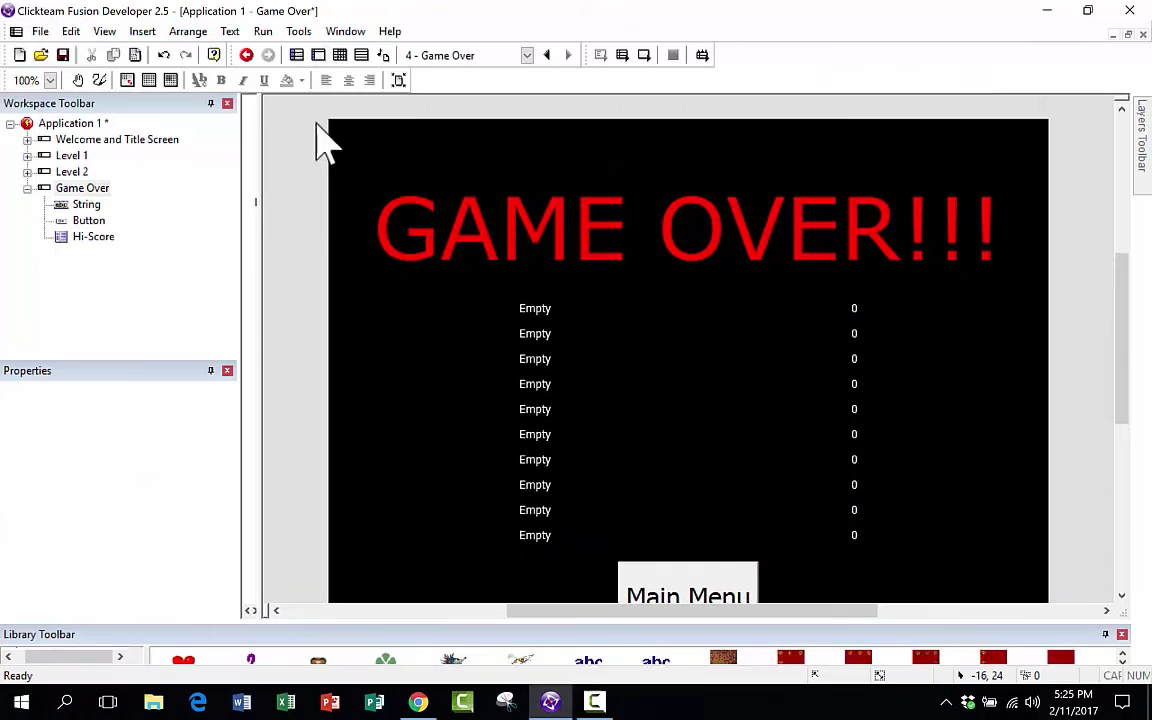 Clickteam Fusion Developer 2.5 - [Application 1 - Game Over*]
File Edit View Insert Arrange Text Run Tools Window Help
4 - Game Over
100%
Workspace Toolbar
Application 1 *
Welcome and Title Screen
Level 1
Level 2
Game Over
String
Button
Hi-Score
Properties
Layers Toolbar
GAME OVER!!!
Empty 0
Empty 0
Empty 0
Empty 0
Empty 0
Empty 0
Empty 0
Empty 0
Empty 0
Empty 0
Main Menu
Library Toolbar
abc abc
Ready
-16, 24
0
CAP NUM
5:25 PM
2/11/2017